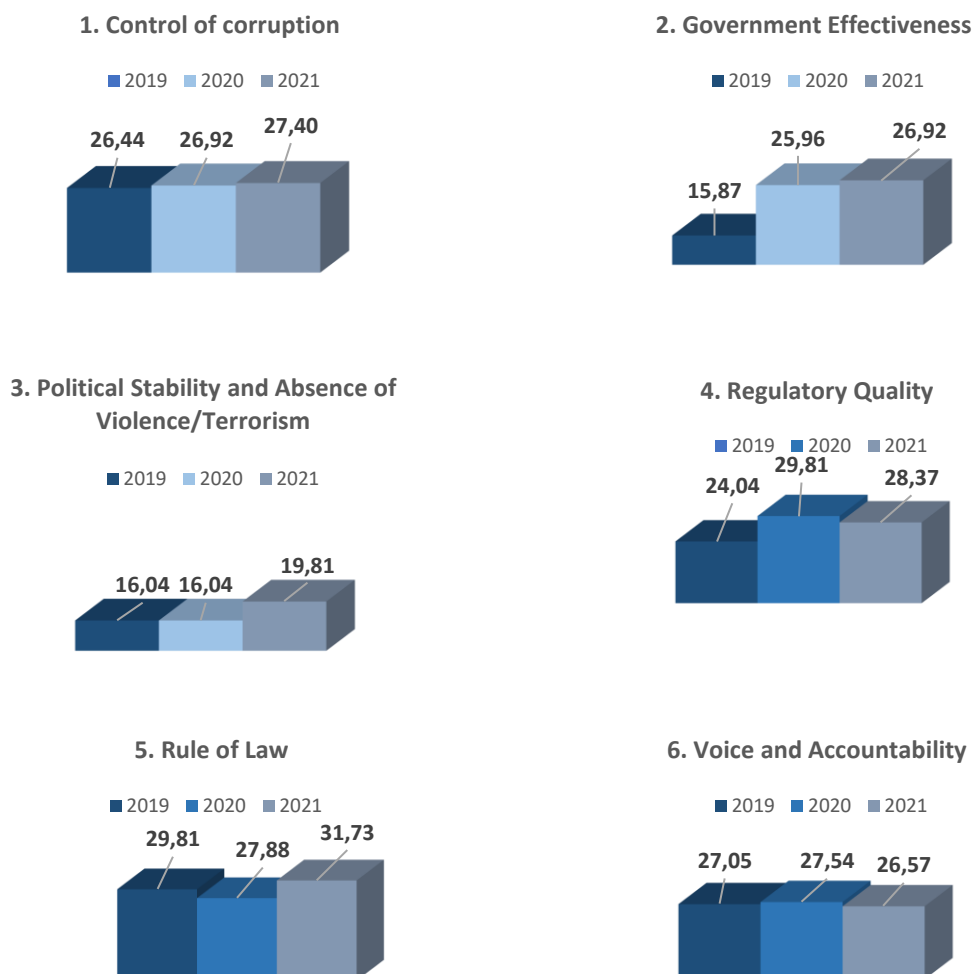 1. Control of corruption
2019 2020 2021
26,44 26,92 27,40
2. Government Effectiveness
2019 2020 2021
15,87 25,96 26,92
3. Political Stability and Absence of
Violence/Terrorism
2019 2020 2021
16,04 16,04 19,81
4. Regulatory Quality
2019 2020 2021
24,04 29,81 28,37
5. Rule of Law
2019 2020 2021
29,81 27,88 31,73
6. Voice and Accountability
2019 2020 2021
27,05 27,54 26,57